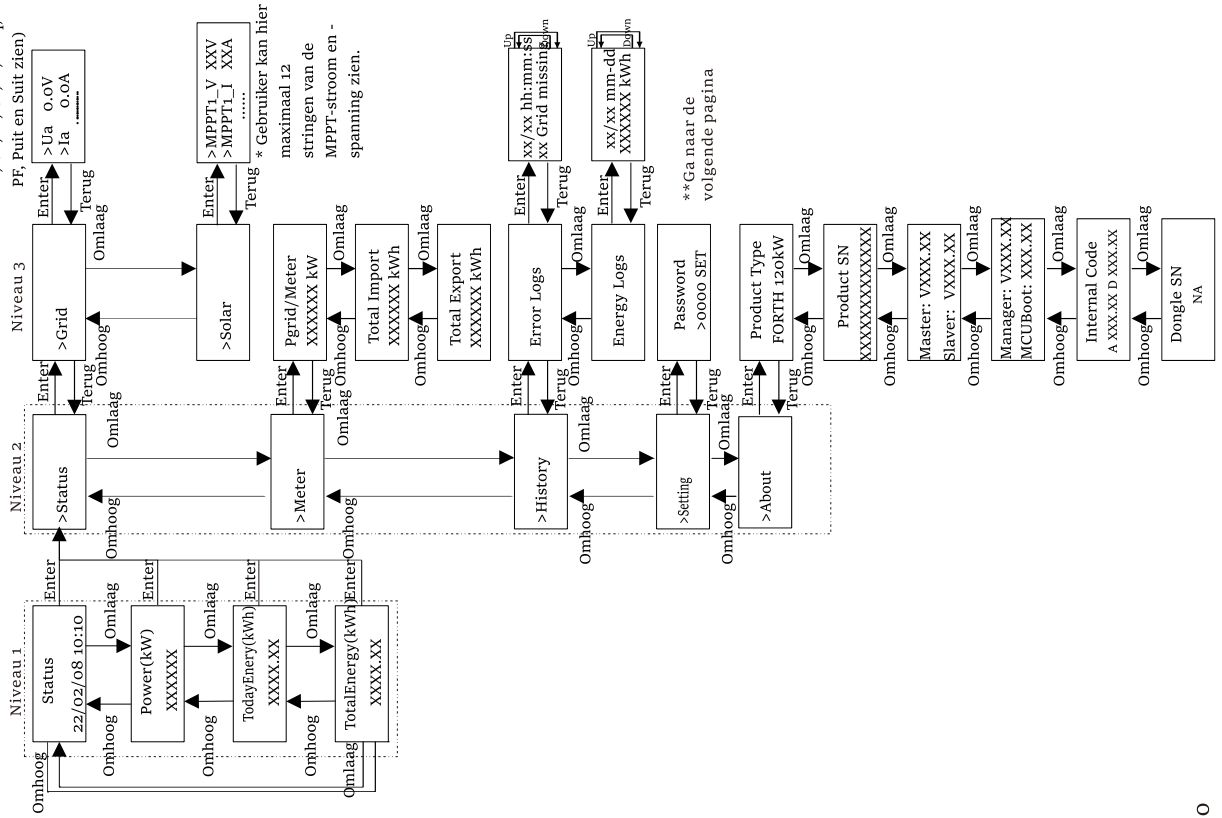 Niveau 1
Status
22/02/08 10:10
Power(kW)
XXXXXX
TodayEnery(kWh)
XXXX.XX
TotalEnergy(kWh)
XXXX.XX
Omhoog
Omlaag
Omhoog
Omlaag
Omhoog
Omlaag
Omhoog
Omlaag
Enter
Enter
Enter
Enter
Niveau 2
>Status
>Meter
>History
>Setting
>About
Omhoog
Omlaag
Omhoog
Omlaag
Omhoog
Omlaag
Omhoog
Omlaag
Enter
Terug
Enter
Terug
Enter
Terug
Enter
Terug
Enter
Terug
Niveau 3
>Grid
Omhoog
Omlaag
>Solar
Pgrid/Meter
XXXXXX kW
Omhoog
Omlaag
Total Import
XXXXXX kWh
Omhoog
Omlaag
Total Export
XXXXXX kWh
Error Logs
Omhoog
Energy Logs
Omlaag
Password
>0000 SET
Product Type
FORTH 120kW
Omhoog
Omlaag
Product SN
XXXXXXXXXXXXXX
Omhoog
Omlaag
Master: VXXX.XX
Slaver: VXXX.XX
Omhoog
Omlaag
Manager: VXXX.XX
MCUBoot: XXX.XX
Omhoog
Omlaag
Internal Code
A XXX.XX D XXX.XX
Omhoog
Omlaag
Dongle SN
NA
Enter
Terug
Enter
Terug
Enter
Terug
Enter
Terug
PF, Puit en Suit zien)
>Ua 0.0V
>Ia 0.0A
........
>MPPT1_V XXV
>MPPT1_I XXA
......
* Gebruiker kan hier
maximaal 12
stringen van de
MPPT-stroom en -
spanning zien.
xx/xx hh:mm:ss
xx Grid missing
Up
Down
xx/xx mm-dd
XXXXXX kWh
Up
Down
**Ga naar de
volgende pagina
0